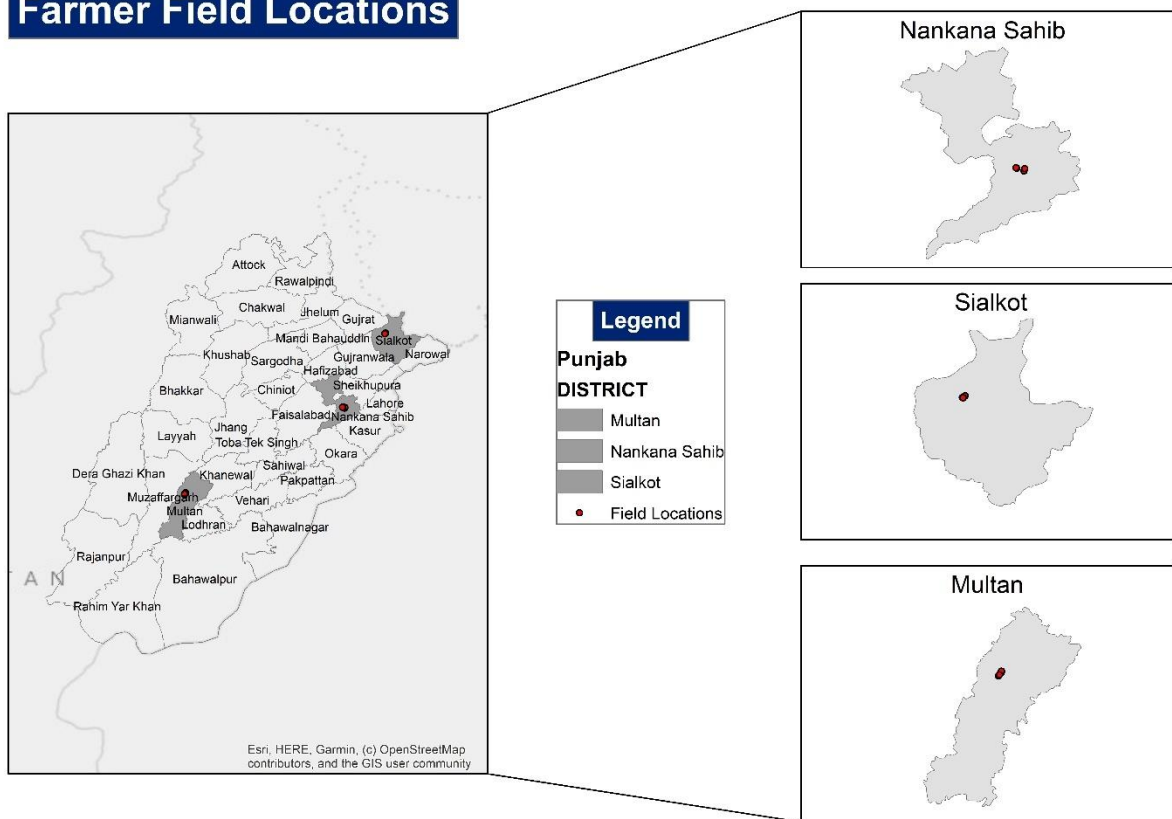 Farmer Field Locations
Attock
Rawalpindi
Chakwal
Jhelum
Gujrat
Mianwali
Mandi Bahauddin
Sialkot
Khushab
Sargodha
Gujranwala
Narowal
Hafizabad
Bhakkar
Chiniot
Sheikhupura
Faisalabad
Lahore
Nankana Sahib
Jhang
Kasur
Layyah
Toba Tek Singh
Okara
Sahiwal
Dera Ghazi Khan
Khanewal
Pakpattan
Muzaffargarh
Vehari
Multan
Lodhran
Bahawalnagar
Rajanpur
T A N
Bahawalpur
Rahim Yar Khan
Esri, HERE, Garmin, (c) OpenStreetMap
contributors, and the GIS user community
Legend
Punjab
DISTRICT
Multan
Nankana Sahib
Sialkot
Field Locations
Nankana Sahib
Sialkot
Multan